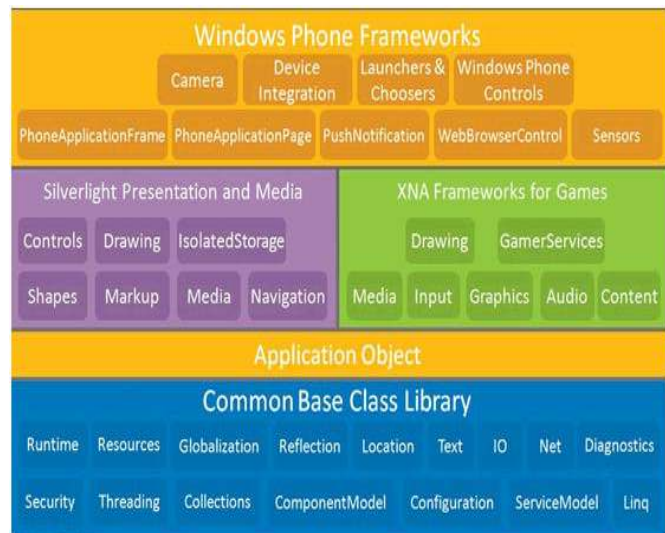 Windows Phone Frameworks
Camera
Device
Integration
Launchers &
Choosers
Windows Phone
Controls
PhoneApplicationFrame
PhoneApplicationPage
PushNotification
WebBrowserControl
Sensors
Silverlight Presentation and Media
Controls
Drawing
IsolatedStorage
Shapes
Markup
Media
Navigation
XNA Frameworks for Games
Drawing
GamerServices
Media
Input
Graphics
Audio
Content
Application Object
Common Base Class Library
Runtime
Resources
Globalization
Reflection
Location
Text
IO
Net
Diagnostics
Security
Threading
Collections
ComponentModel
Configuration
ServiceModel
Linq